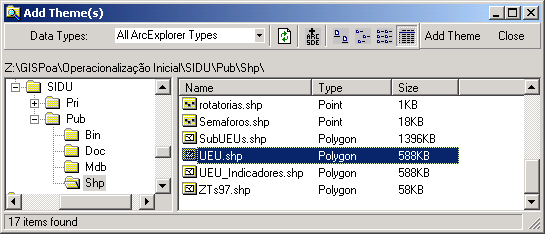 Add Theme(s)
Data Types: All ArcExplorer Types ARC SDE Add Theme Close
Z:\GISPoa\Operacionalização Inicial\SIDU\Pub\Shp\
SIDU
Pri
Pub
Bin
Doc
Mdb
Shp
Name Type Size
rotatorias.shp Point 1KB
Semaforos.shp Point 18KB
SubUEUs.shp Polygon 1396KB
UEU.shp Polygon 588KB
UEU_Indicadores.shp Polygon 588KB
ZTs97.shp Polygon 58KB
17 items found